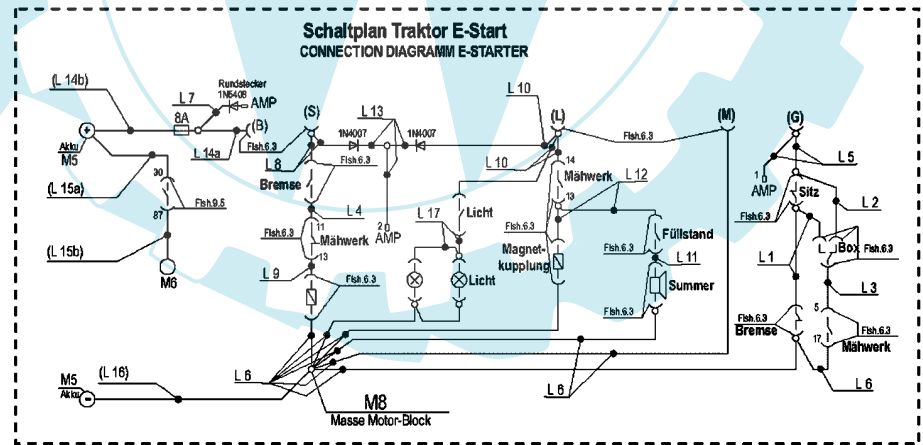 Schaltplan Traktor E-Start
CONNECTION DIAGRAMM E-STARTER
(L 14b)
L 7
Rundstecker
1N5408
AMP
8A
(B)
L 14a
Flsh.6.3
(S)
L 13
1N4007
1N4007
L 10
(L)
Flsh.6.3
(M)
(G)
Akku
M5
L 8
L 10
Flsh.6.3
L 5
1
AMP
(L 15a)
30
Flsh.9.5
87
Bremse
14
Mähwerk
13
L 12
Flsh.6.3
Sitz
L 2
L 4
L 17
Licht
Flsh.6.3
Füllstand
11
Flsh.6.3
Mähwerk
2
AMP
Flsh.6.3
(L 15b)
13
Magnet-
kupplung
L 1
Box
Flsh.6.3
L 11
M6
L 9
Licht
Summer
L 3
Flsh.6.3
Flsh.6.3
Flsh.6.3
5
Bremse
17
Flsh.6.3
Mähwerk
M5
Akku
(L 16)
L 6
L 6
L 6
M8
Masse Motor-Block